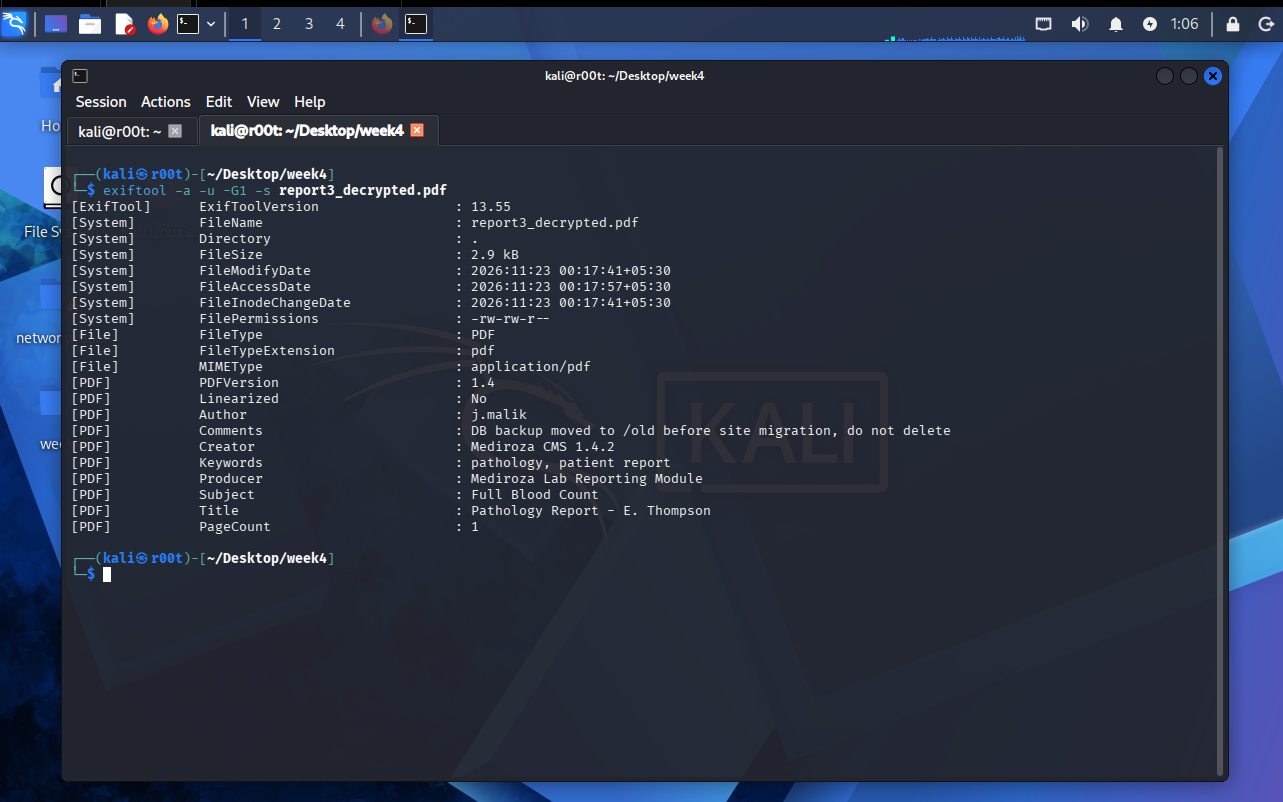 1 2 3 4 1:06
kali@r00t: ~/Desktop/week4
Session Actions Edit View Help
kali@r00t: ~ kali@r00t: ~/Desktop/week4
Ho
File Sy
networ
wee
┌──(kali㉿r00t)-[~/Desktop/week4]
└─$ exiftool -a -u -G1 -s report3_decrypted.pdf
[ExifTool] ExifToolVersion : 13.55
[System] FileName : report3_decrypted.pdf
[System] Directory : .
[System] FileSize : 2.9 kB
[System] FileModifyDate : 2026:11:23 00:17:41+05:30
[System] FileAccessDate : 2026:11:23 00:17:57+05:30
[System] FileInodeChangeDate : 2026:11:23 00:17:41+05:30
[System] FilePermissions : -rw-rw-r--
[File] FileType : PDF
[File] FileTypeExtension : pdf
[File] MIMEType : application/pdf
[PDF] PDFVersion : 1.4
[PDF] Linearized : No
[PDF] Author : j.malik
[PDF] Comments : DB backup moved to /old before site migration, do not delete
[PDF] Creator : Mediroza CMS 1.4.2
[PDF] Keywords : pathology, patient report
[PDF] Producer : Mediroza Lab Reporting Module
[PDF] Subject : Full Blood Count
[PDF] Title : Pathology Report - E. Thompson
[PDF] PageCount : 1
┌──(kali㉿r00t)-[~/Desktop/week4]
└─$
KALI